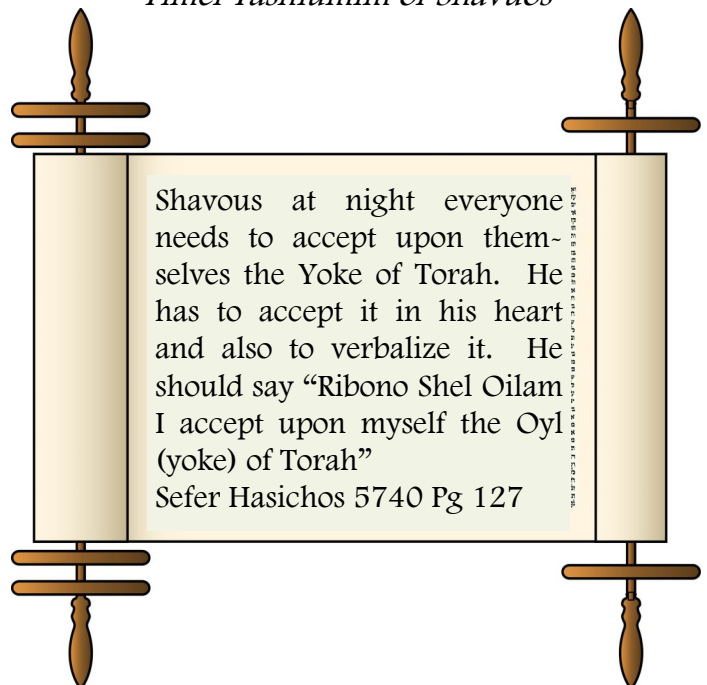 Shavous at night everyone
needs to accept upon them-
selves the Yoke of Torah. He
has to accept it in his heart
and also to verbalize it. He
should say “Ribono Shel Oilam
I accept upon myself the Oyl
(yoke) of Torah”
Sefer Hasichos 5740 Pg 127